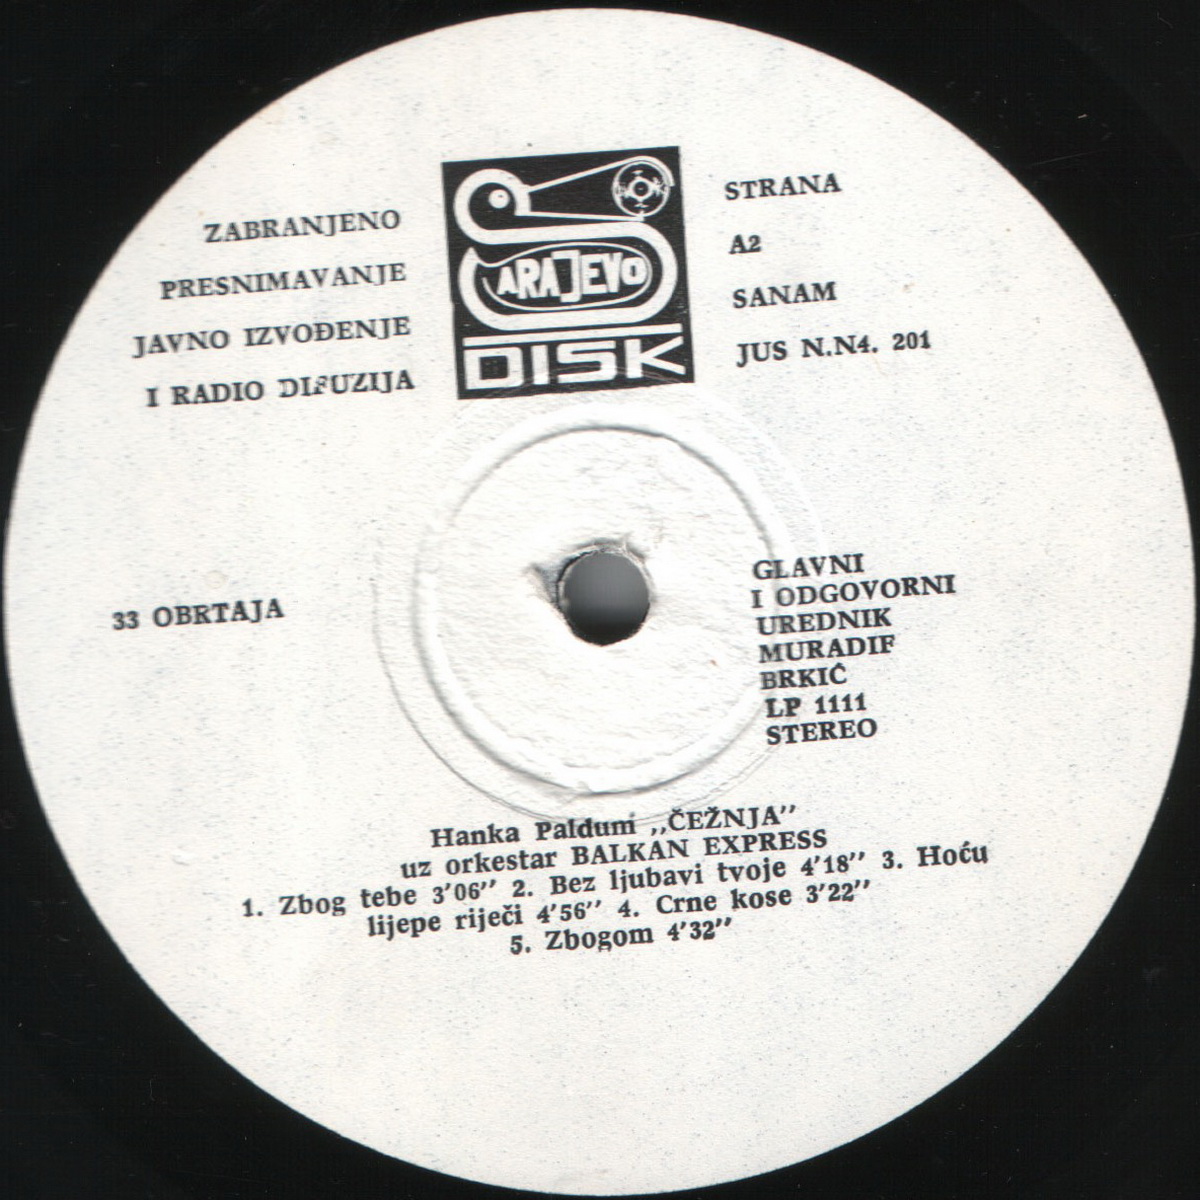 ZABRANJENO
PRESNIMAVANJE
JAVNO IZVOĐENJE
I RADIO DIFUZIJA
SARAJEVO
DISK
STRANA
A2
SANAM
JUS N.N4. 201
33 OBRTAJA
GLAVNI
I ODGOVORNI
UREDNIK
MURADIF
BRKIĆ
LP 1111
STEREO
Hanka Paldum „ČEŽNJA”
uz orkestar BALKAN EXPRESS
1. Zbog tebe 3’06’’ 2. Bez ljubavi tvoje 4’18’’ 3. Hoću
lijepe riječi 4’56’’ 4. Crne kose 3’22’’
5. Zbogom 4’32’’